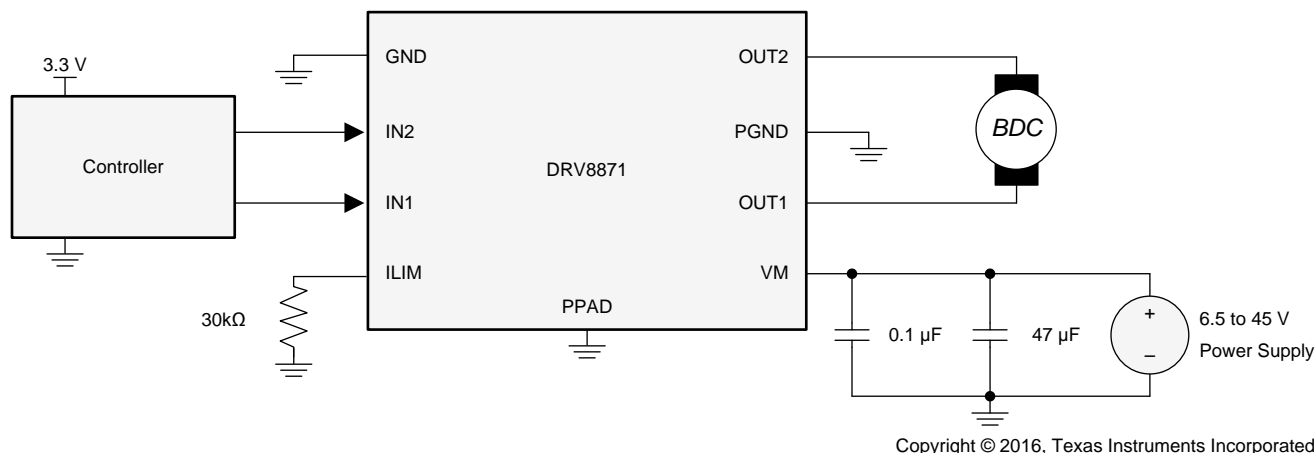 3.3 V
Controller
GND
IN2
IN1
ILIM
30kΩ
DRV8871
PPAD
OUT2
PGND
OUT1
VM
BDC
0.1 µF
47 µF
+
–
6.5 to 45 V
Power Supply
Copyright © 2016, Texas Instruments Incorporated